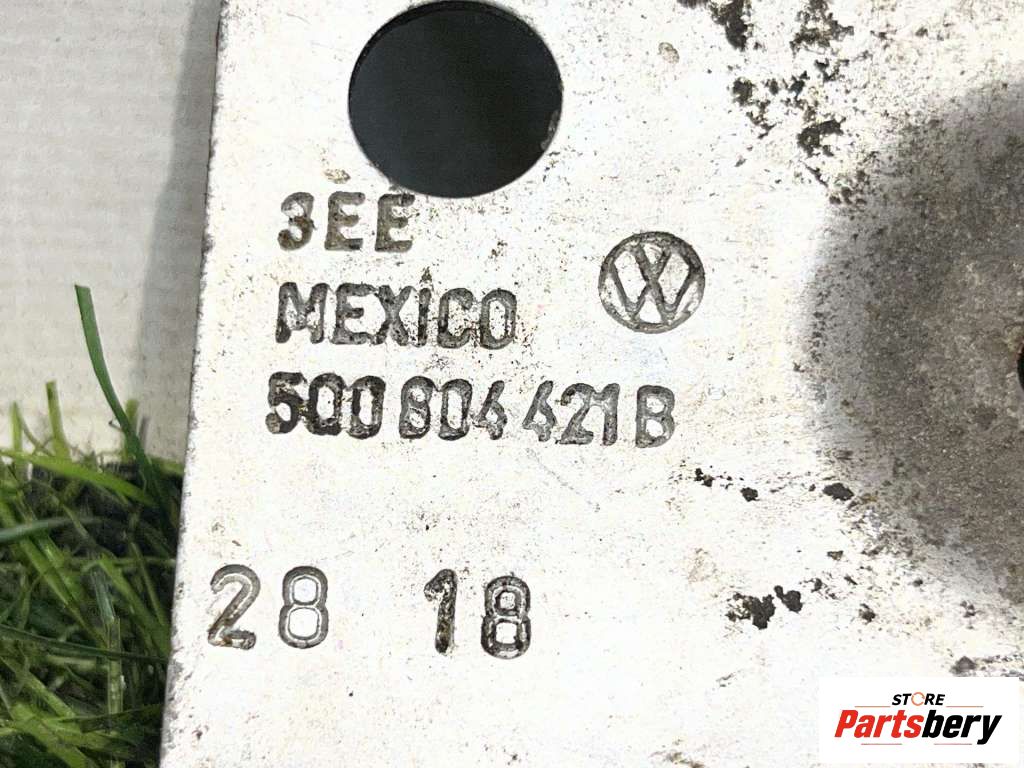 3EE
MEXICO
5Q0 804 421 B
28 18
STORE
Partsbery